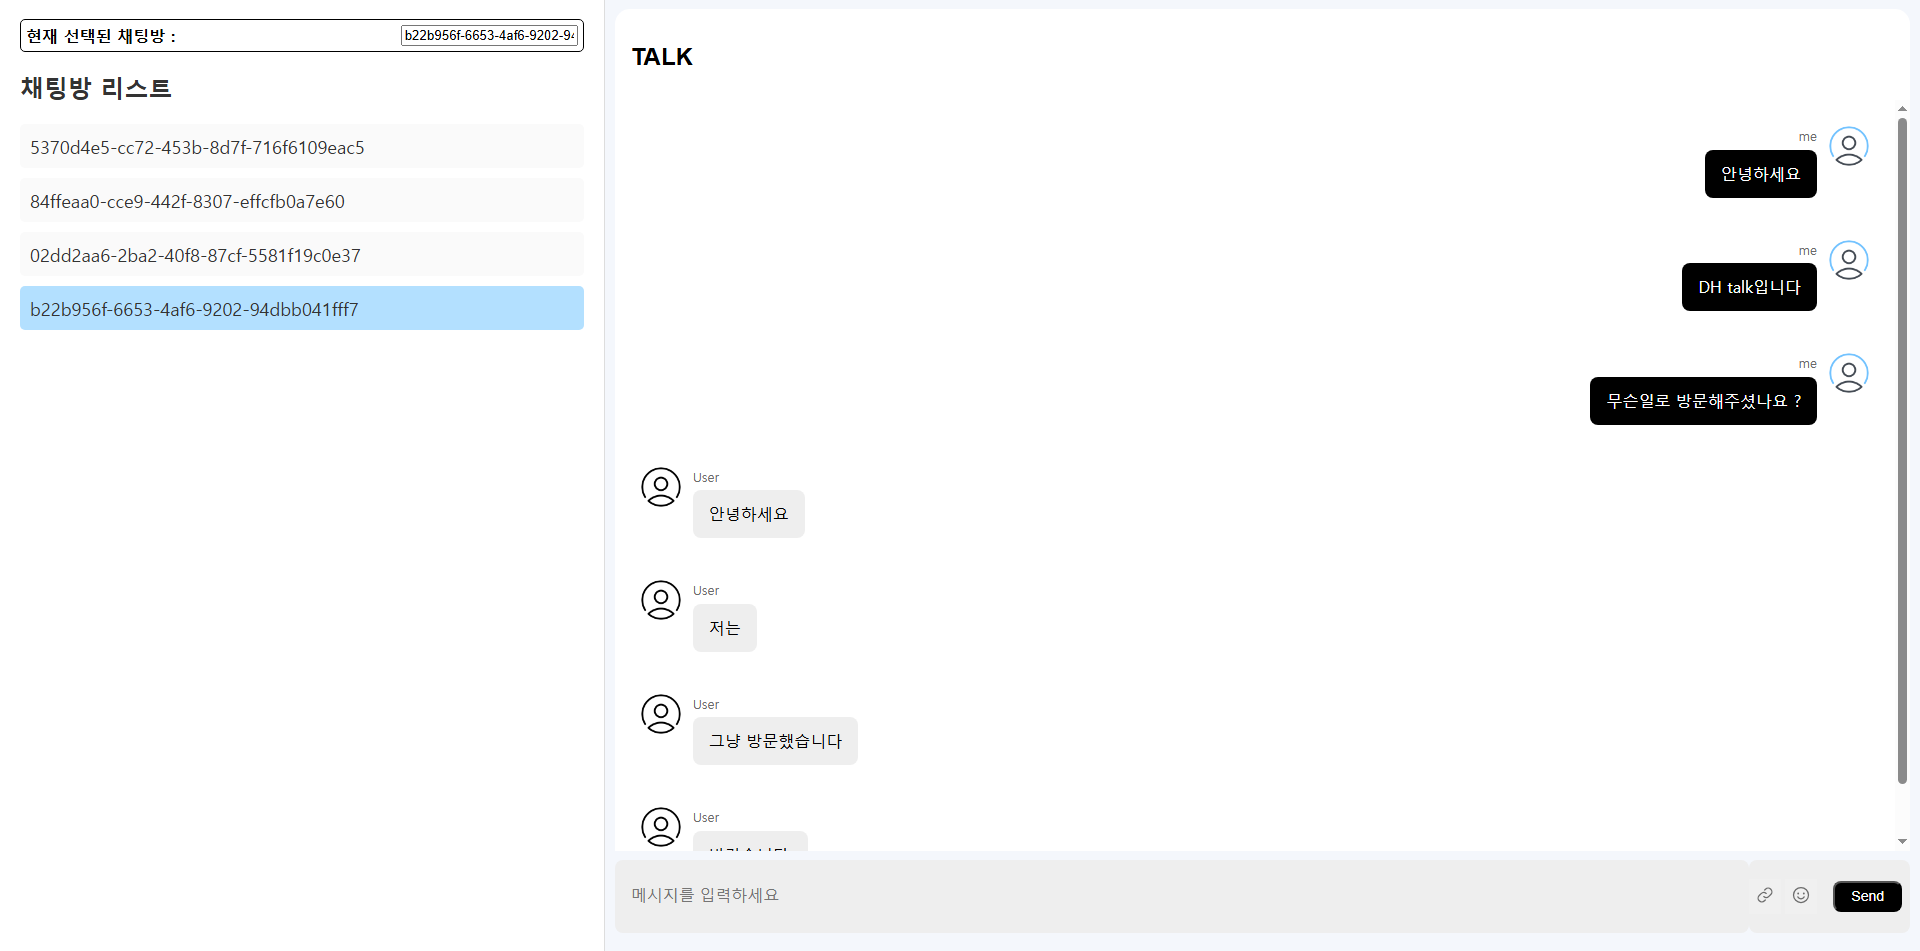 현재 선택된 채팅방 :
b22b956f-6653-4af6-9202-94
채팅방 리스트
5370d4e5-cc72-453b-8d7f-716f6109eac5
84ffeaa0-cce9-442f-8307-effcfb0a7e60
02dd2aa6-2ba2-40f8-87cf-5581f19c0e37
b22b956f-6653-4af6-9202-94dbb041fff7
TALK
me
안녕하세요
me
DH talk입니다
me
무슨일로 방문해주셨나요 ?
User
안녕하세요
User
저는
User
그냥 방문했습니다
User
메시지를 입력하세요
Send